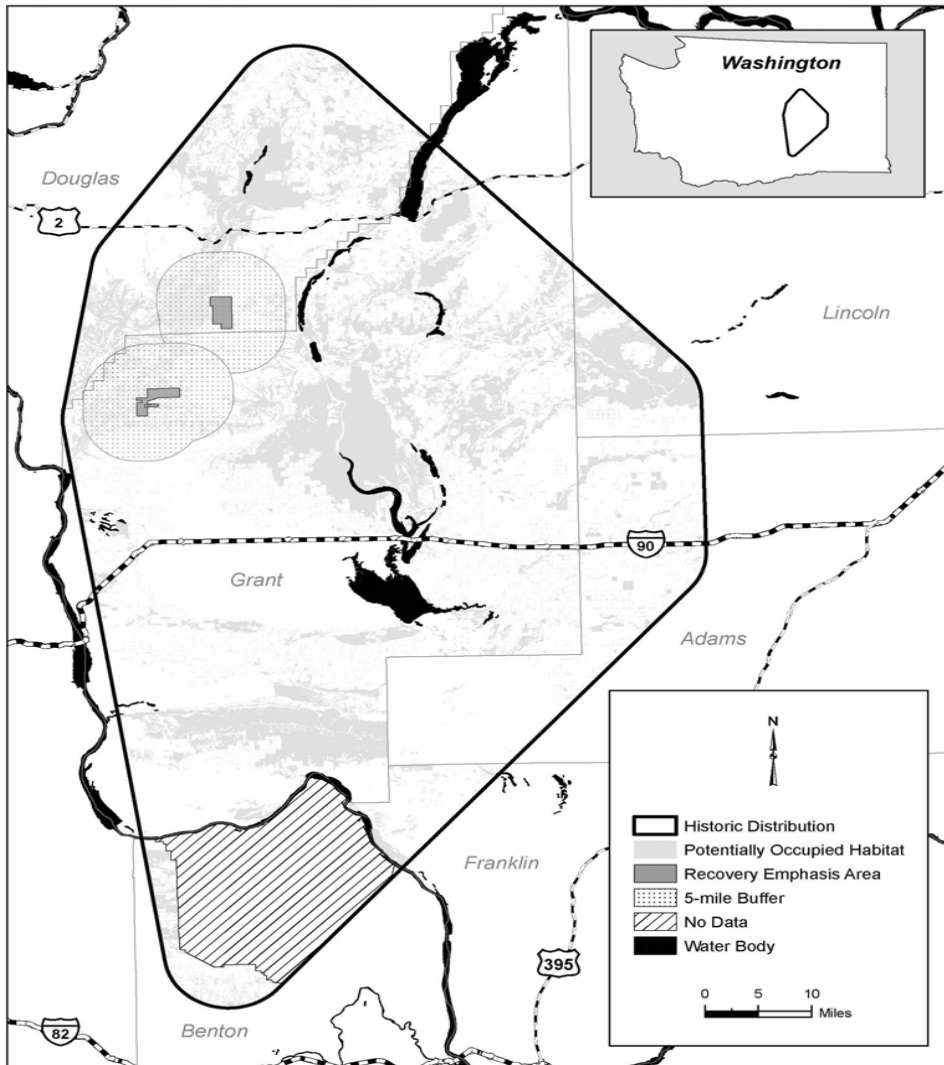 Washington
Douglas
2
Lincoln
90
Grant
Adams
N
Historic Distribution
Potentially Occupied Habitat
Recovery Emphasis Area
5-mile Buffer
No Data
Water Body
0 5 10
Miles
Franklin
395
Benton
82